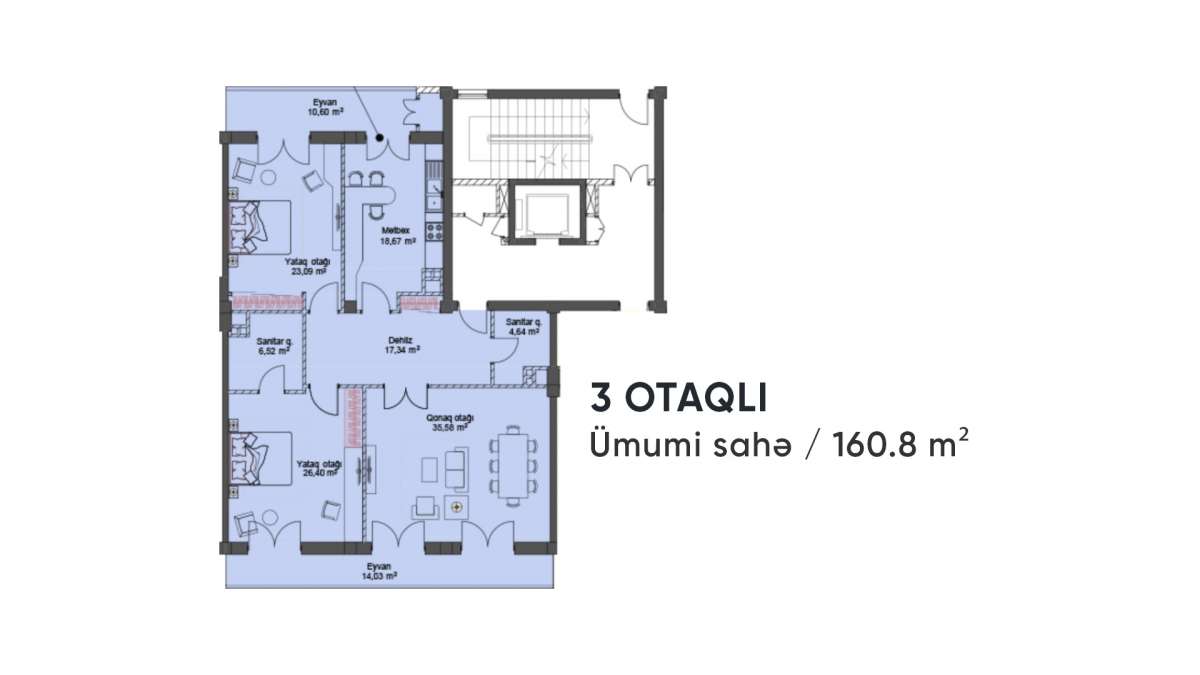 Eyvan
10,60 m²
Metbex
18,67 m²
Yataq otağı
23,09 m²
Sanitar q.
6,52 m²
Dehliz
17,34 m²
Sanitar q.
4,64 m²
3 OTAQLI
Ümumi sahə / 160.8 m²
Qonaq otağı
35,58 m²
Yataq otağı
26,40 m²
Eyvan
14,03 m²